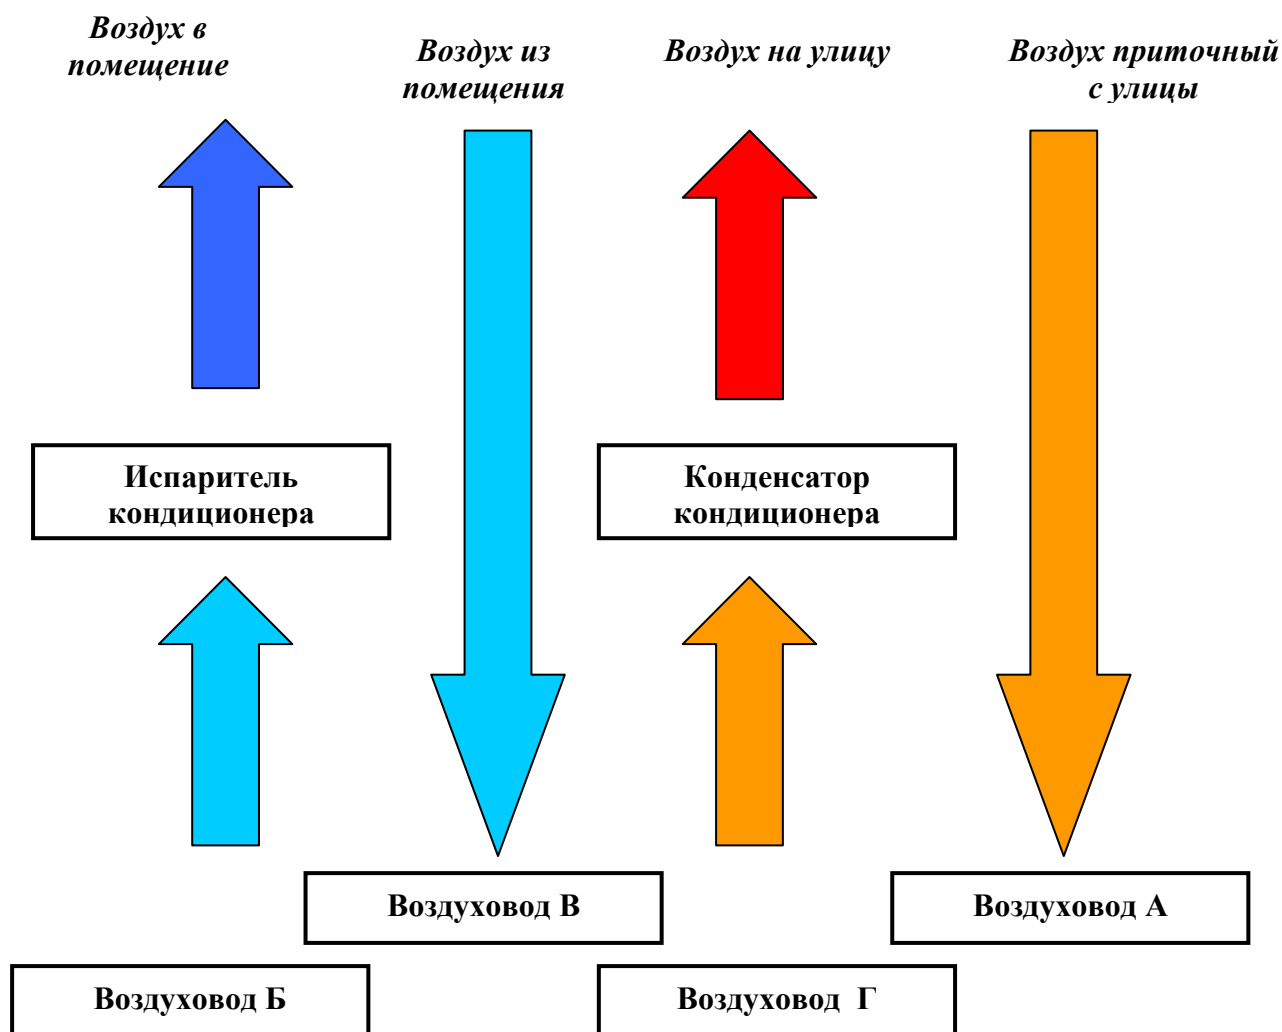 Воздух в
помещение
Воздух из
помещения
Воздух на улицу
Воздух приточный
с улицы
Испаритель
кондиционера
Конденсатор
кондиционера
Воздуховод В
Воздуховод А
Воздуховод Б
Воздуховод Г